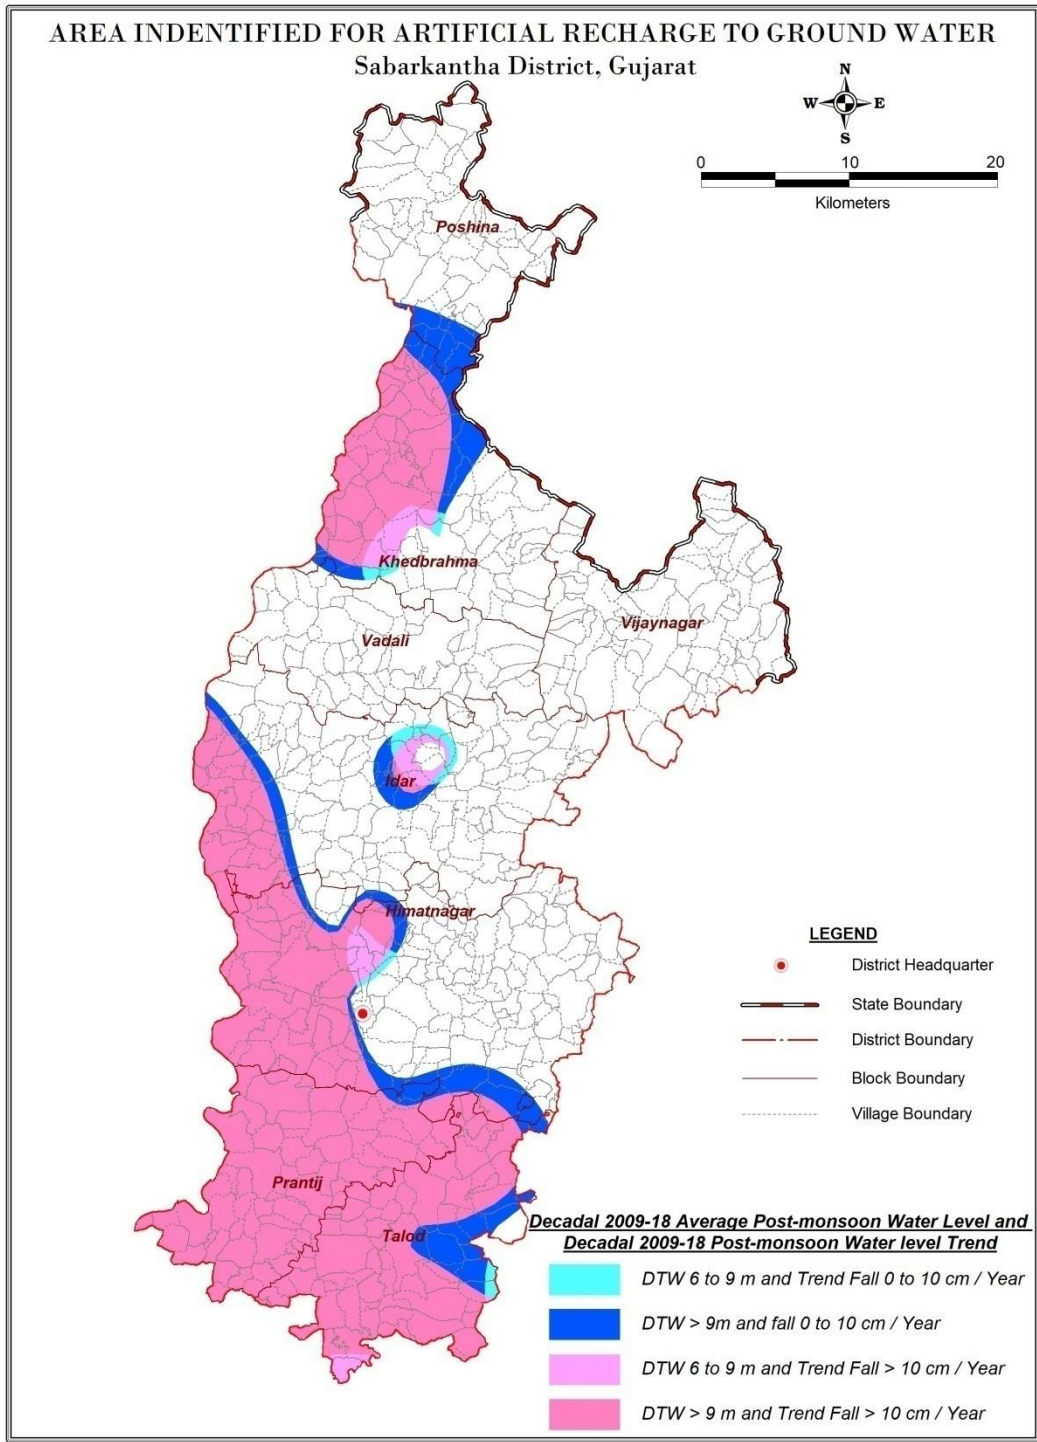 AREA INDENTIFIED FOR ARTIFICIAL RECHARGE TO GROUND WATER
Sabarkantha District, Gujarat
N
W E
S
0 10 20
Kilometers
Poshina
Khedbrahma
Vijaynagar
Vadali
Idar
Himatnagar
LEGEND
District Headquarter
State Boundary
District Boundary
Block Boundary
Village Boundary
Prantij
Talod
Decadal 2009-18 Average Post-monsoon Water Level and
Decadal 2009-18 Post-monsoon Water level Trend
DTW 6 to 9 m and Trend Fall 0 to 10 cm / Year
DTW > 9m and fall 0 to 10 cm / Year
DTW 6 to 9 m and Trend Fall > 10 cm / Year
DTW > 9 m and Trend Fall > 10 cm / Year